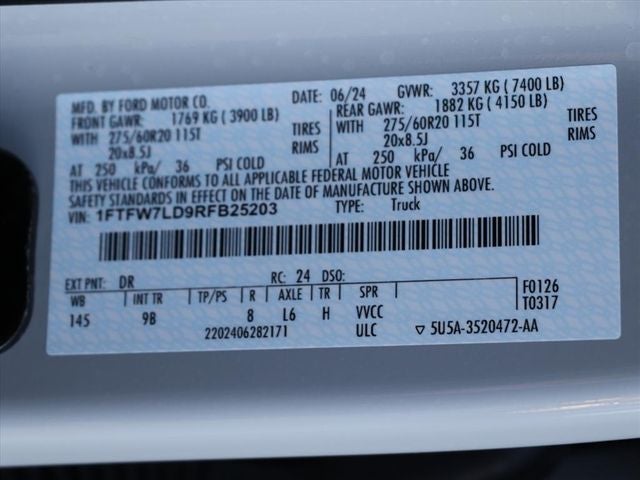 MFD. BY FORD MOTOR CO. DATE: 06/24 GVWR: 3357 KG ( 7400 LB)
FRONT GAWR: 1769 KG ( 3900 LB) REAR GAWR: 1882 KG ( 4150 LB)
WITH 275/60R20 115T TIRES WITH 275/60R20 115T TIRES
20x8.5J RIMS 20x8.5J RIMS
AT 250 kPa/ 36 PSI COLD AT 250 kPa/ 36 PSI COLD
THIS VEHICLE CONFORMS TO ALL APPLICABLE FEDERAL MOTOR VEHICLE
SAFETY STANDARDS IN EFFECT ON THE DATE OF MANUFACTURE SHOWN ABOVE.
VIN: 1FTFW7LD9RFB25203 TYPE: Truck
EXT PNT: DR RC: 24 DSO: F0126
WB INT TR TP/PS R AXLE TR SPR T0317
145 9B 8 L6 H VVCC
2202406282171 ULC ▽ 5U5A-3520472-AA